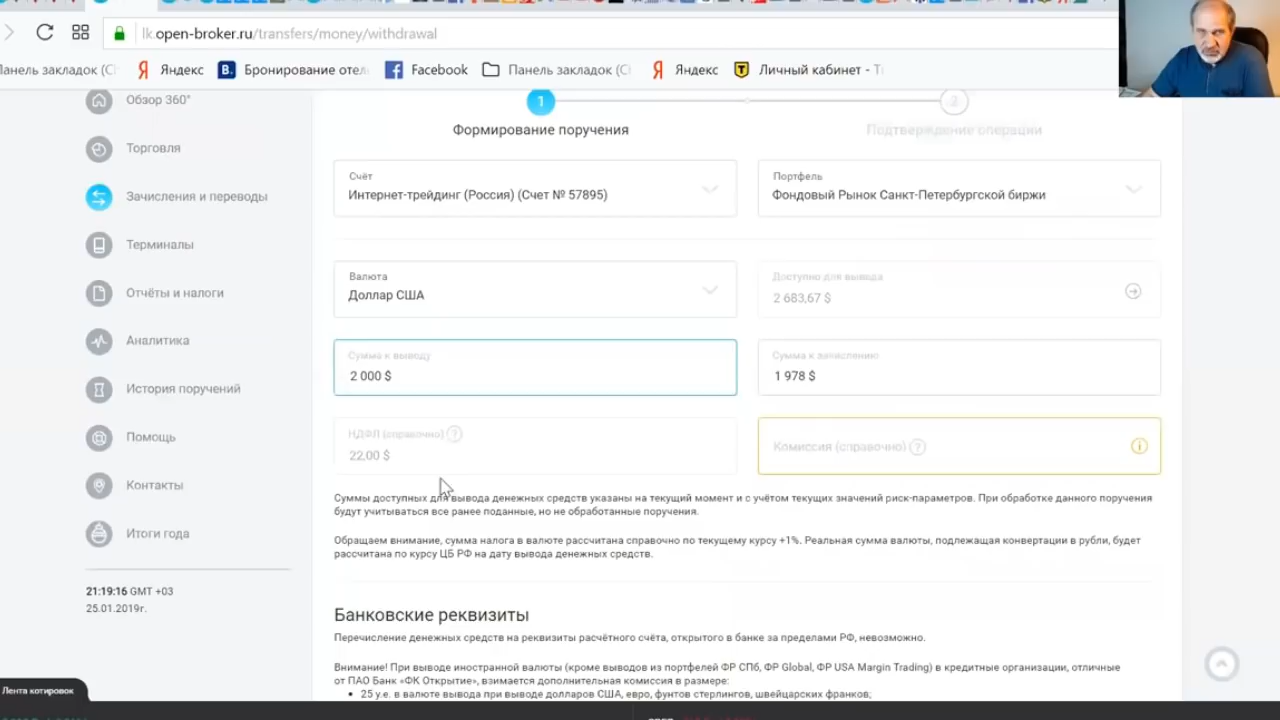 lk.open-broker.ru/transfers/money/withdrawal
Панель закладок
Яндекс
B. Бронирование отел
Facebook
Панель закладок
Яндекс
Личный кабинет - Т
Обзор 360°
Торговля
Зачисления и переводы
Терминалы
Отчёты и налоги
Аналитика
История поручений
Помощь
Контакты
Итоги года
21:19:16 GMT +03
25.01.2019г.
Лента котировок
1
2
Формирование поручения
Подтверждение операции
Счёт
Интернет-трейдинг (Россия) (Счет № 57895)
Портфель
Фондовый Рынок Санкт-Петербургской биржи
Валюта
Доллар США
Доступно для вывода
2 683,67 $
Сумма к выводу
2 000 $
Сумма к зачислению
1 978 $
НДФЛ (справочно) ?
22,00 $
Комиссия (справочно) ?
Суммы доступных для вывода денежных средств указаны на текущий момент и с учётом текущих значений риск-параметров. При обработке данного поручения
будут учитываться все ранее поданные, но не обработанные поручения.
Обращаем внимание, сумма налога в валюте рассчитана справочно по текущему курсу +1%. Реальная сумма валюты, подлежащая конвертации в рубли, будет
рассчитана по курсу ЦБ РФ на дату вывода денежных средств.
Банковские реквизиты
Перечисление денежных средств на реквизиты расчётного счёта, открытого в банке за пределами РФ, невозможно.
Внимание! При выводе иностранной валюты (кроме выводов из портфелей ФР СПб, ФР Global, ФР USA Margin Trading) в кредитные организации, отличные
от ПАО Банк «ФК Открытие», взимается дополнительная комиссия в размере:
• 25 у.е. в валюте вывода при выводе долларов США, евро, фунтов стерлингов, швейцарских франков;